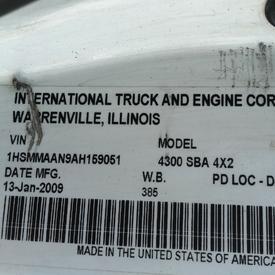 INTERNATIONAL TRUCK AND ENGINE COR
WARRENVILLE, ILLINOIS
VIN MODEL
1HSMMAAN9AH159051 4300 SBA 4X2
DATE MFG. W.B. PD LOC - D
13-Jan-2009 385
MADE IN THE UNITED STATES OF AMERICA